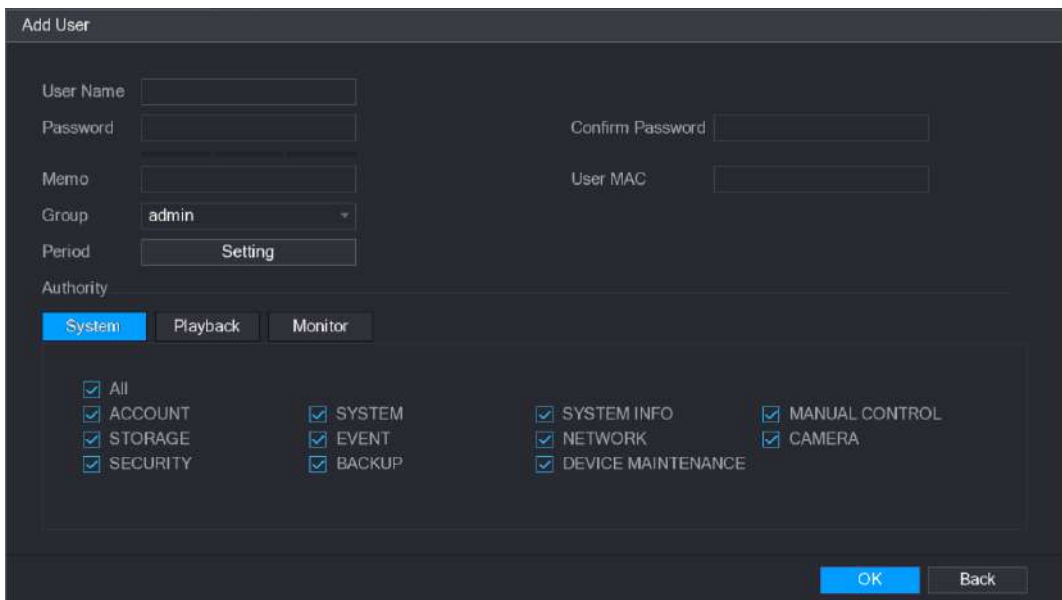 Add User
User Name
Password Confirm Password
Memo User MAC
Group admin
Period Setting
Authority
System Playback Monitor
All
ACCOUNT SYSTEM SYSTEM INFO MANUAL CONTROL
STORAGE EVENT NETWORK CAMERA
SECURITY BACKUP DEVICE MAINTENANCE
OK Back